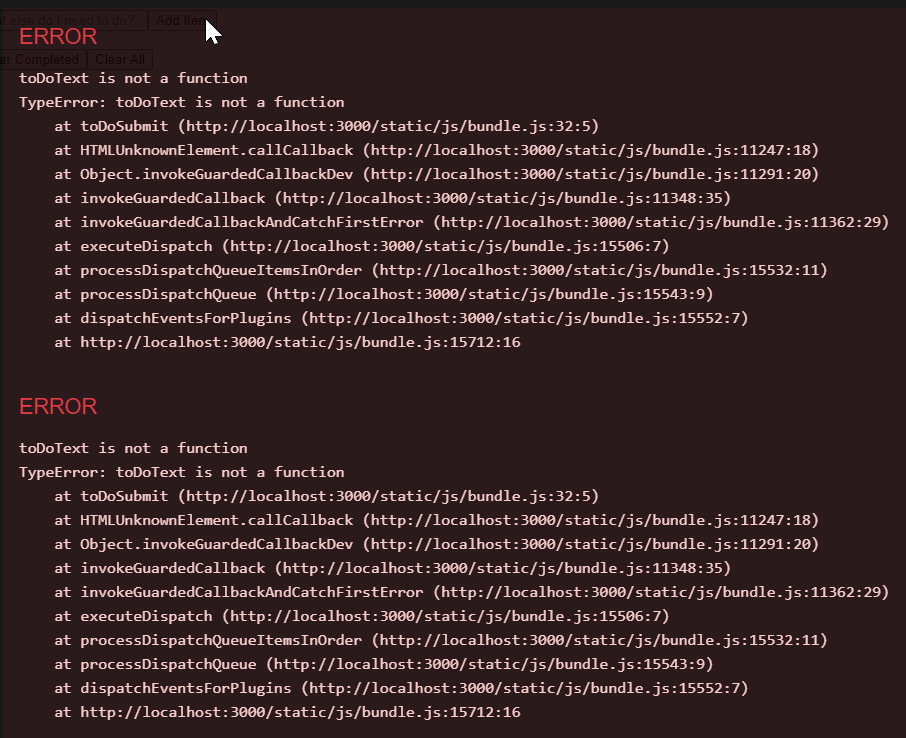 t else do I need to do? Add Item
ERROR
ar Completed Clear All
toDoText is not a function
TypeError: toDoText is not a function
at toDoSubmit (http://localhost:3000/static/js/bundle.js:32:5)
at HTMLUnknownElement.callCallback (http://localhost:3000/static/js/bundle.js:11247:18)
at Object.invokeGuardedCallbackDev (http://localhost:3000/static/js/bundle.js:11291:20)
at invokeGuardedCallback (http://localhost:3000/static/js/bundle.js:11348:35)
at invokeGuardedCallbackAndCatchFirstError (http://localhost:3000/static/js/bundle.js:11362:29)
at executeDispatch (http://localhost:3000/static/js/bundle.js:15506:7)
at processDispatchQueueItemsInOrder (http://localhost:3000/static/js/bundle.js:15532:11)
at processDispatchQueue (http://localhost:3000/static/js/bundle.js:15543:9)
at dispatchEventsForPlugins (http://localhost:3000/static/js/bundle.js:15552:7)
at http://localhost:3000/static/js/bundle.js:15712:16
ERROR
toDoText is not a function
TypeError: toDoText is not a function
at toDoSubmit (http://localhost:3000/static/js/bundle.js:32:5)
at HTMLUnknownElement.callCallback (http://localhost:3000/static/js/bundle.js:11247:18)
at Object.invokeGuardedCallbackDev (http://localhost:3000/static/js/bundle.js:11291:20)
at invokeGuardedCallback (http://localhost:3000/static/js/bundle.js:11348:35)
at invokeGuardedCallbackAndCatchFirstError (http://localhost:3000/static/js/bundle.js:11362:29)
at executeDispatch (http://localhost:3000/static/js/bundle.js:15506:7)
at processDispatchQueueItemsInOrder (http://localhost:3000/static/js/bundle.js:15532:11)
at processDispatchQueue (http://localhost:3000/static/js/bundle.js:15543:9)
at dispatchEventsForPlugins (http://localhost:3000/static/js/bundle.js:15552:7)
at http://localhost:3000/static/js/bundle.js:15712:16